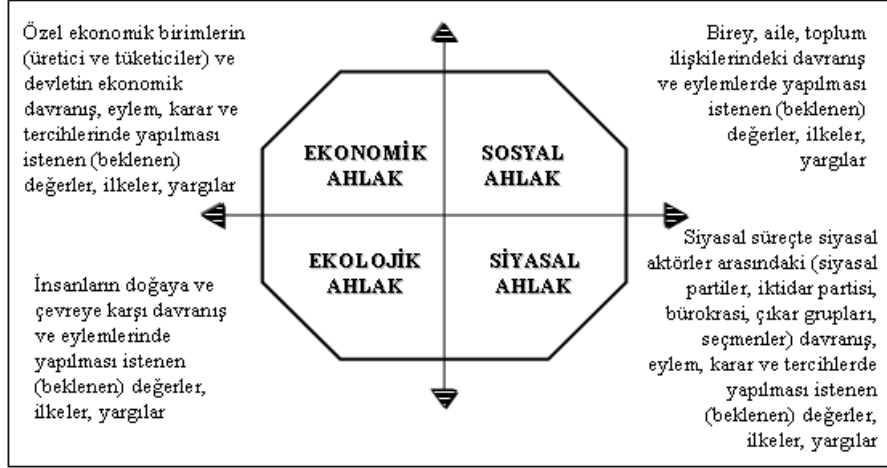 Özel ekonomik birimlerin
(üretici ve tüketiciler) ve
devletin ekonomik
davranış, eylem, karar ve
tercihlerinde yapılması
istenen (beklenen)
değerler, ilkeler, yargılar
Birey, aile, toplum
ilişkilerindeki davranış
ve eylemlerde yapılması
istenen (beklenen)
değerler, ilkeler,
yargılar
EKONOMİK
AHLAK
SOSYAL
AHLAK
EKOLOJİK
AHLAK
SİYASAL
AHLAK
İnsanların doğaya ve
çevreye karşı davranış
ve eylemlerinde
yapılması istenen
(beklenen) değerler,
ilkeler, yargılar
Siyasal süreçte siyasal
aktörler arasındaki (siyasal
partiler, iktidar partisi,
bürokrasi, çıkar grupları,
seçmenler) davranış,
eylem, karar ve tercihlerde
yapılması istenen
(beklenen) değerler,
ilkeler, yargılar